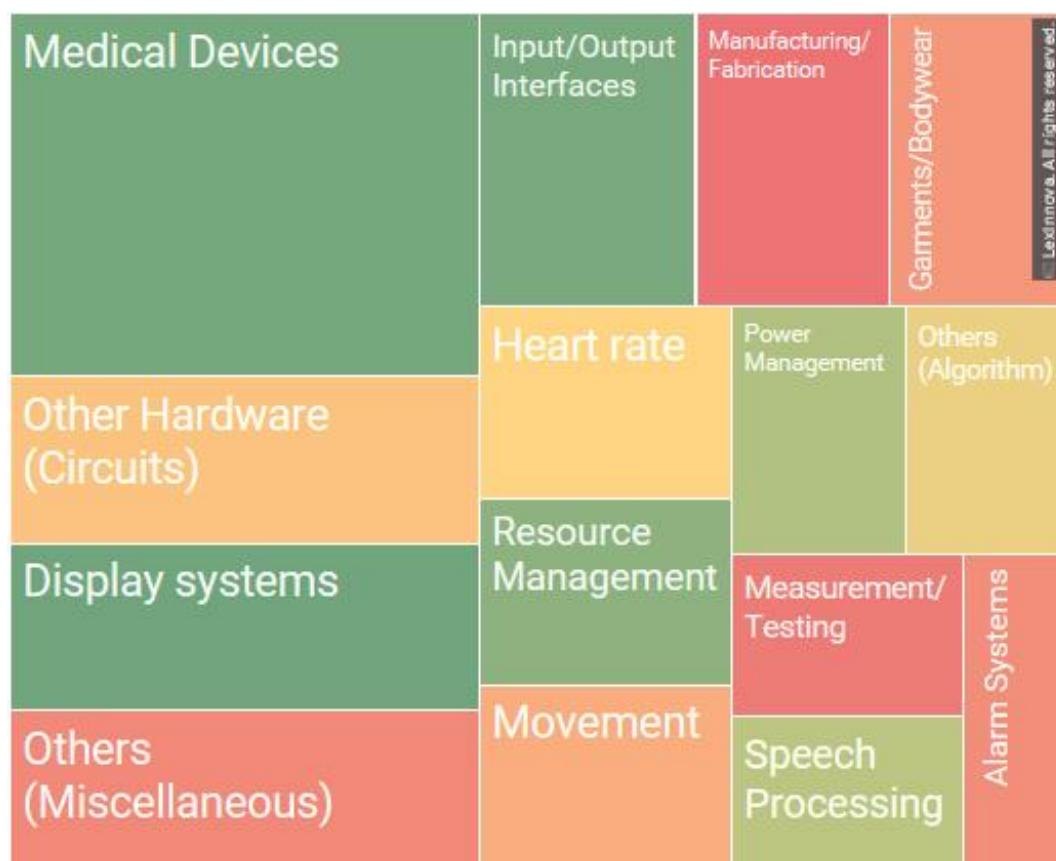 Medical Devices
Other Hardware
(Circuits)
Display systems
Others
(Miscellaneous)
Input/Output
Interfaces
Manufacturing/
Fabrication
Garments/Bodywear
Heart rate
Power
Management
Others
(Algorithm)
Resource
Management
Movement
Measurement/
Testing
Speech
Processing
Alarm Systems
LexInnova. All rights reserved.